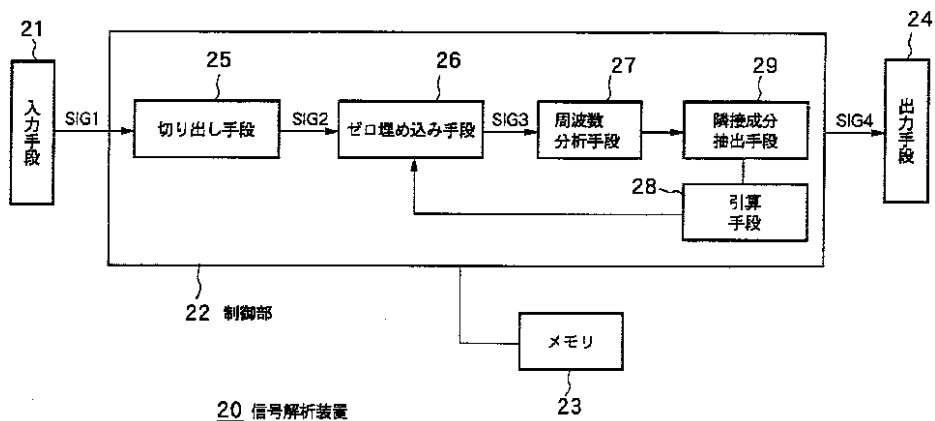 21
入力手段
SIG1
25
切り出し手段
SIG2
26
ゼロ埋め込み手段
SIG3
27
周波数
分析手段
29
隣接成分
抽出手段
28
引算
手段
SIG4
24
出力手段
22 制御部
メモリ
23
20 信号解析装置